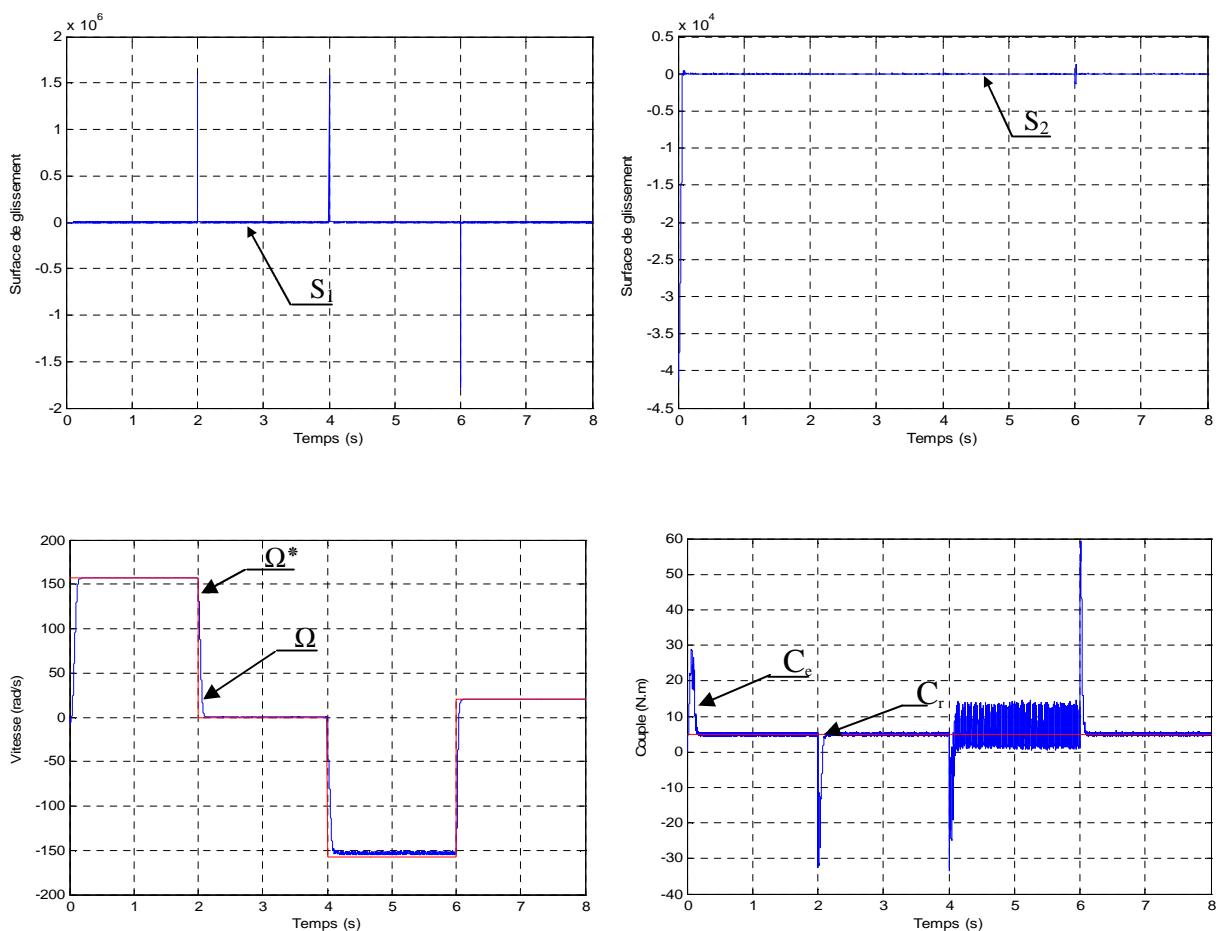 x 10⁶
2
1.5
1
0.5
0
-0.5
-1
-1.5
-2
0 1 2 3 4 5 6 7 8
Surface de glissement
Temps (s)
S₁
x 10⁴
0.5
0
-0.5
-1
-1.5
-2
-2.5
-3
-3.5
-4
-4.5
0 1 2 3 4 5 6 7 8
Surface de glissement
Temps (s)
S₂
200
150
100
50
0
-50
-100
-150
-200
0 1 2 3 4 5 6 7 8
Vitesse (rad/s)
Temps (s)
Ω*
Ω
60
50
40
30
20
10
0
-10
-20
-30
-40
0 1 2 3 4 5 6 7 8
Couple (N.m)
Temps (s)
Cₑ
Cᵣ